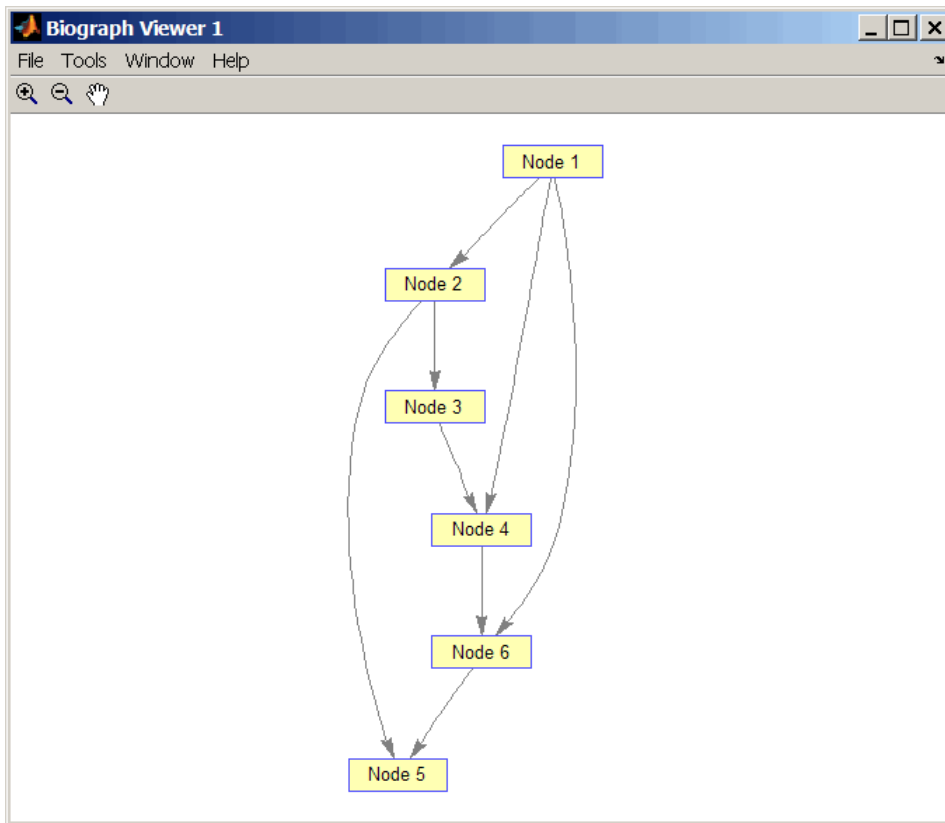 Biograph Viewer 1
File Tools Window Help
Node 1
Node 2
Node 3
Node 4
Node 6
Node 5